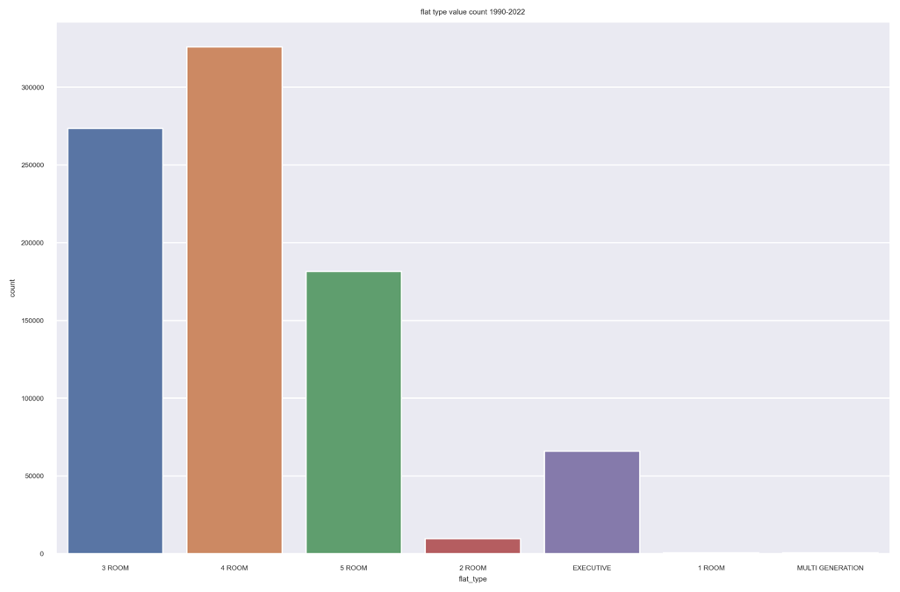 flat type value count 1990-2022
300000
250000
200000
150000
100000
50000
0
count
3 ROOM 4 ROOM 5 ROOM 2 ROOM EXECUTIVE 1 ROOM MULTI GENERATION
flat_type